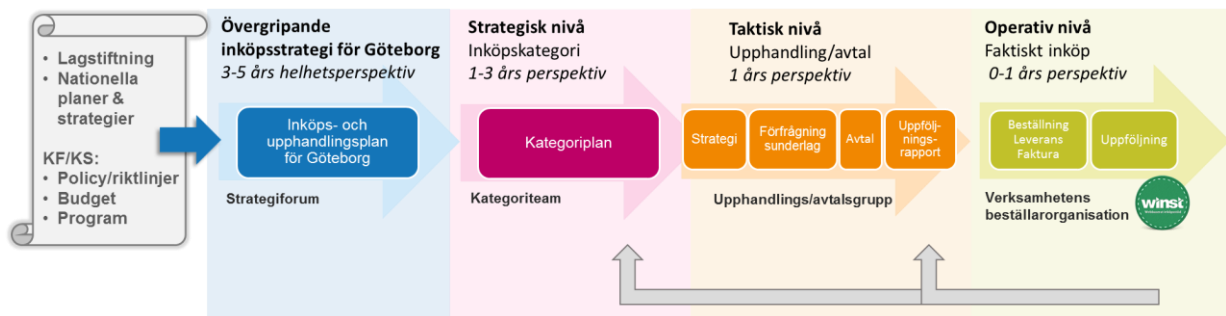 • Lagstiftning
• Nationella
planer &
strategier
KF/KS:
• Policy/riktlinjer
• Budget
• Program
Övergripande
inköpsstrategi för Göteborg
3-5 års helhetsperspektiv
Inköps- och
upphandlingsplan
för Göteborg
Strategiforum
Strategisk nivå
Inköpskategori
1-3 års perspektiv
Kategoriplan
Kategoriteam
Taktisk nivå
Upphandling/avtal
1 års perspektiv
Strategi
Förfrågning
sunderlag
Avtal
Uppfölj-
nings-
rapport
Upphandlings/avtalsgrupp
Operativ nivå
Faktiskt inköp
0-1 års perspektiv
Beställning
Leverans
Faktura
Uppföljning
Verksamhetens
beställarorganisation
winst